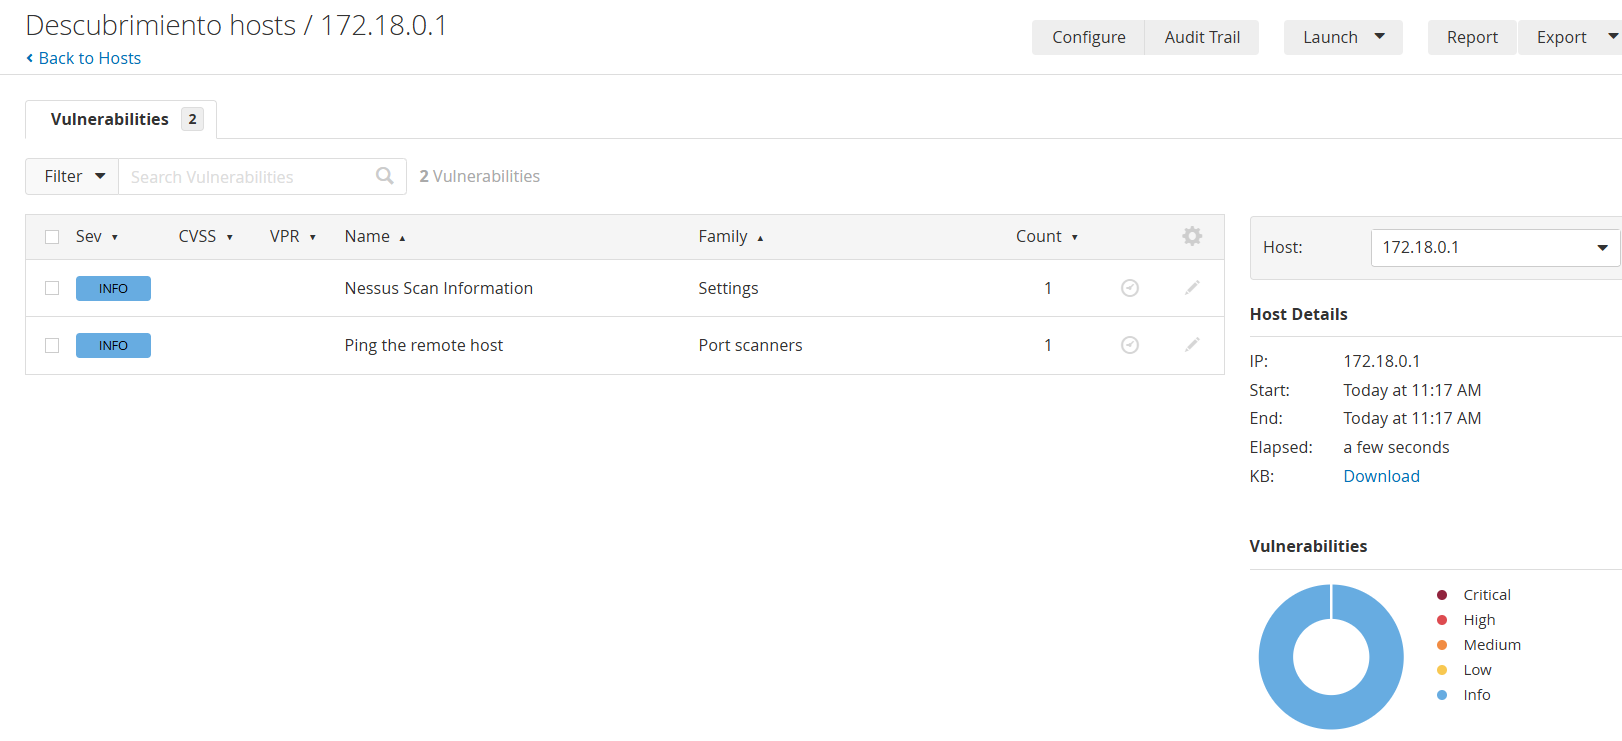 Descubrimiento hosts / 172.18.0.1
Back to Hosts
Configure Audit Trail Launch Report Export
Vulnerabilities 2
Filter Search Vulnerabilities 2 Vulnerabilities
Sev CVSS VPR Name Family Count
INFO Nessus Scan Information Settings 1
INFO Ping the remote host Port scanners 1
Host: 172.18.0.1
Host Details
IP: 172.18.0.1
Start: Today at 11:17 AM
End: Today at 11:17 AM
Elapsed: a few seconds
KB: Download
Vulnerabilities
Critical
High
Medium
Low
Info